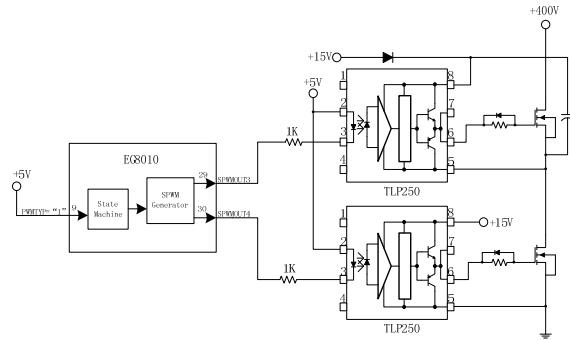 +400V
+15V
+5V
1
8
2
7
3
6
4
5
TLP250
1K
EG8010
+5V
PWMTYP= "1"
9
State
Machine
SPWM
Generator
29
SPWMOUT3
30
SPWMOUT4
1
8
+15V
2
7
1K
3
6
4
5
TLP250